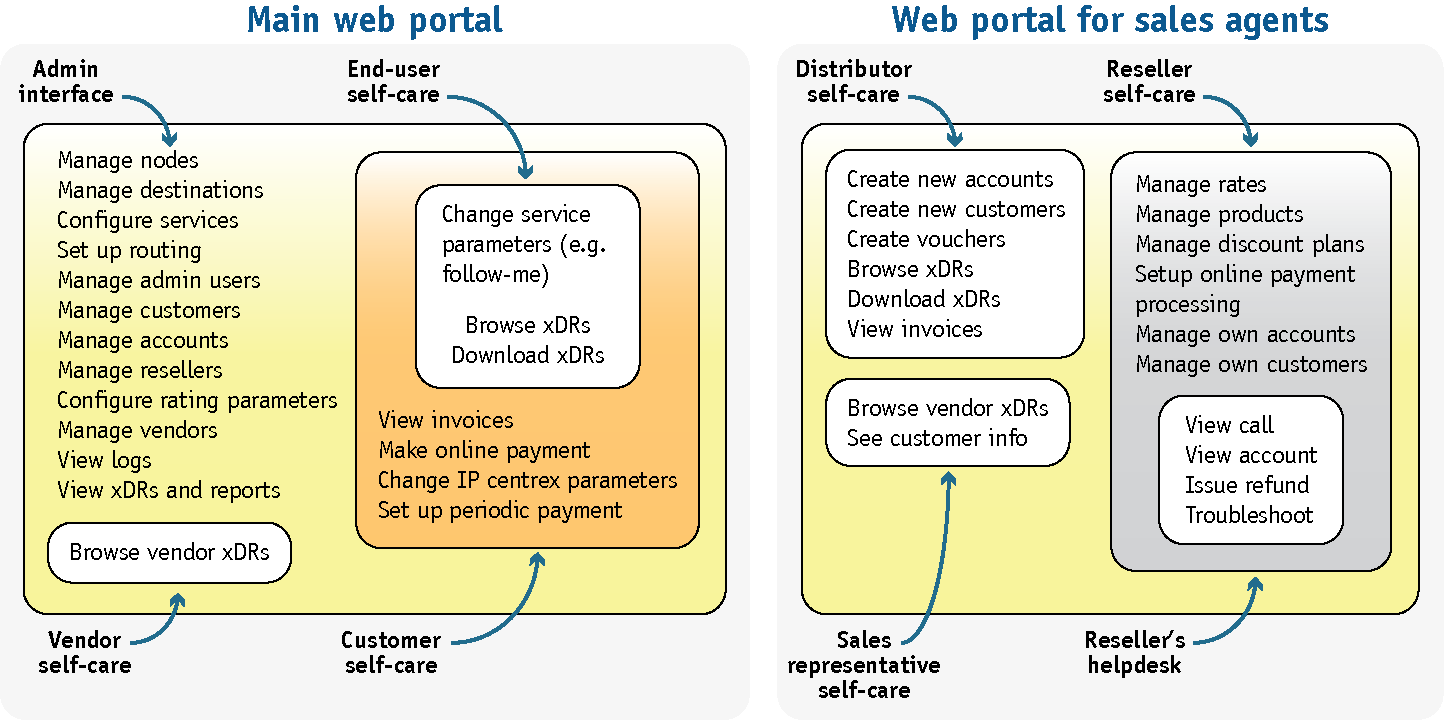 Main web portal
Admin
interface
End-user
self-care
Manage nodes
Manage destinations
Configure services
Set up routing
Manage admin users
Manage customers
Manage accounts
Manage resellers
Configure rating parameters
Manage vendors
View logs
View xDRs and reports
Browse vendor xDRs
Change service
parameters (e.g.
follow-me)
Browse xDRs
Download xDRs
View invoices
Make online payment
Change IP centrex parameters
Set up periodic payment
Vendor
self-care
Customer
self-care
Web portal for sales agents
Distributor
self-care
Reseller
self-care
Create new accounts
Create new customers
Create vouchers
Browse xDRs
Download xDRs
View invoices
Browse vendor xDRs
See customer info
Manage rates
Manage products
Manage discount plans
Setup online payment
processing
Manage own accounts
Manage own customers
View call
View account
Issue refund
Troubleshoot
Sales
representative
self-care
Reseller's
helpdesk